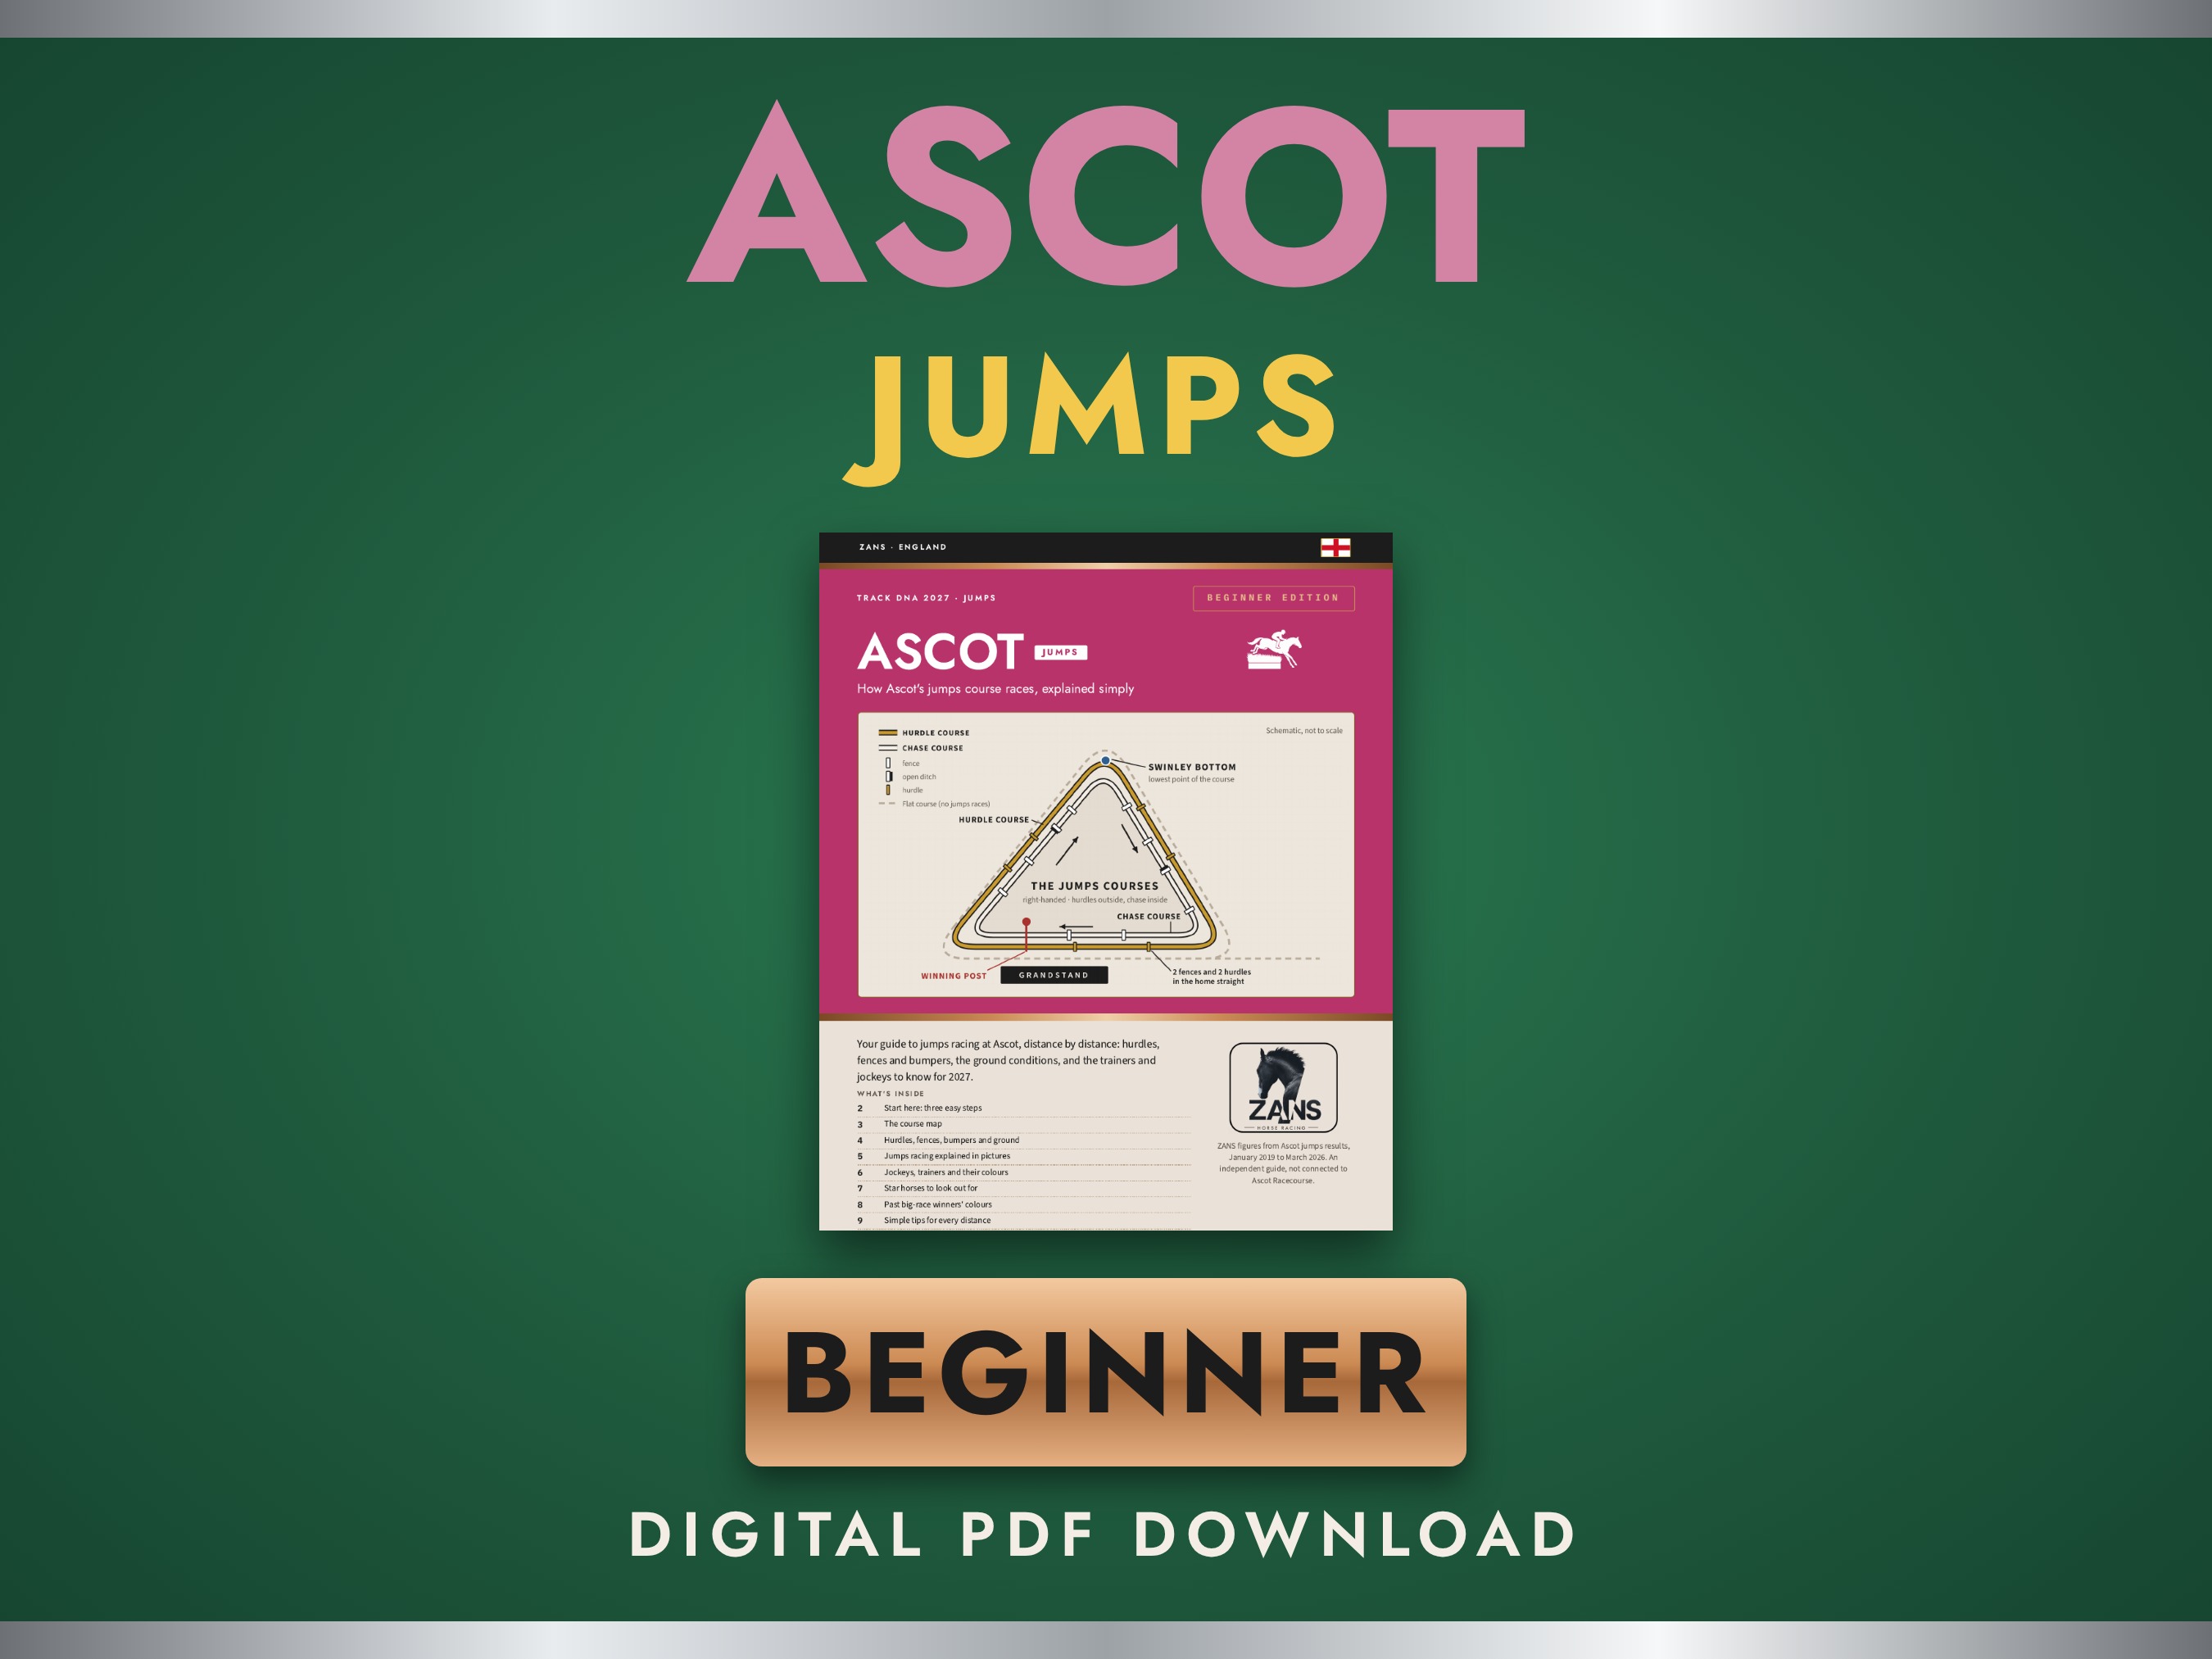 ASCOT
JUMPS
ZANS · ENGLAND
TRACK DNA 2027 · JUMPS
BEGINNER EDITION
ASCOT
JUMPS
How Ascot's jumps course races, explained simply
HURDLE COURSE
CHASE COURSE
fence
open ditch
hurdle
Flat course (no jumps races)
Schematic, not to scale
SWINLEY BOTTOM
lowest point of the course
HURDLE COURSE
THE JUMPS COURSES
right-handed · hurdles outside, chase inside
CHASE COURSE
WINNING POST
GRANDSTAND
2 fences and 2 hurdles
in the home straight
Your guide to jumps racing at Ascot, distance by distance: hurdles,
fences and bumpers, the ground conditions, and the trainers and
jockeys to know for 2027.
WHAT'S INSIDE
2 Start here: three easy steps
3 The course map
4 Hurdles, fences, bumpers and ground
5 Jumps racing explained in pictures
6 Jockeys, trainers and their colours
7 Star horses to look out for
8 Past big-race winners' colours
9 Simple tips for every distance
ZANS
HORSE RACING
ZANS figures from Ascot jumps results,
January 2019 to March 2026. An
independent guide, not connected to
Ascot Racecourse.
BEGINNER
DIGITAL PDF DOWNLOAD